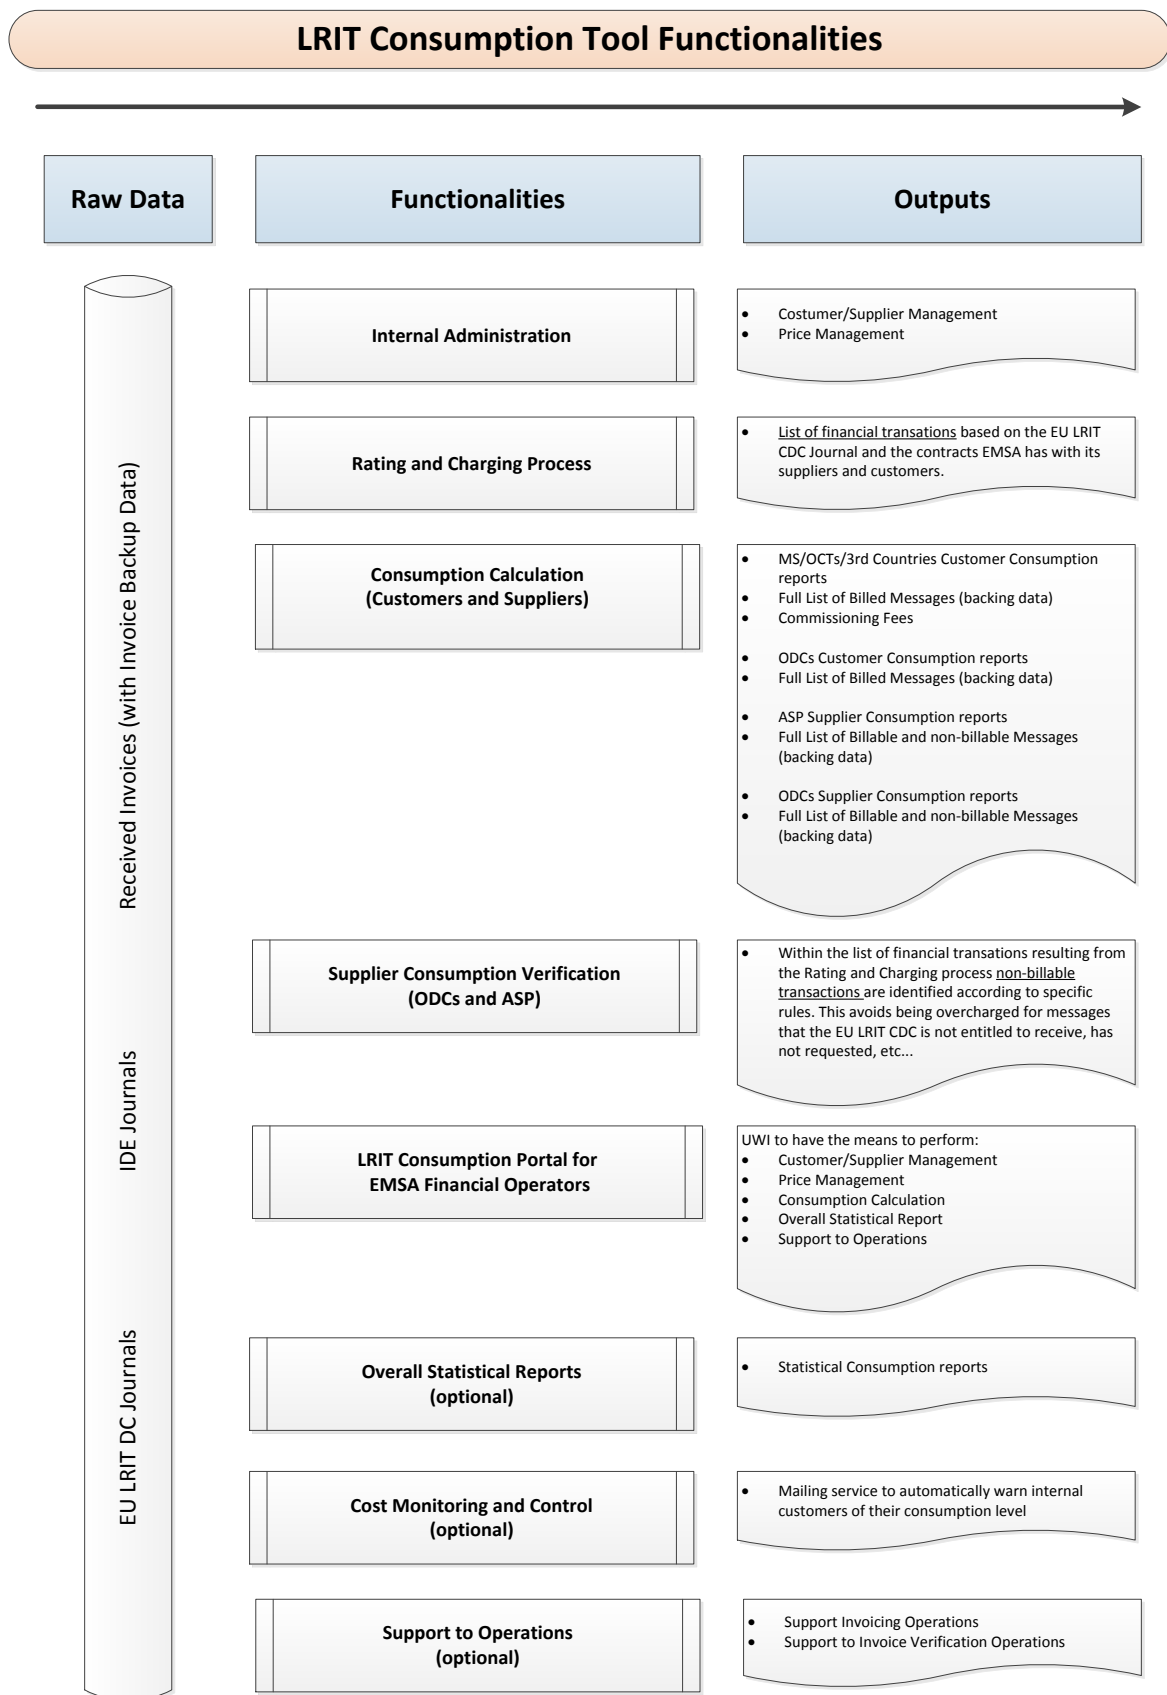 LRIT Consumption Tool Functionalities
Raw Data
Functionalities
Outputs
Received Invoices (with Invoice Backup Data)
IDE Journals
EU LRIT DC Journals
Internal Administration
• Costumer/Supplier Management
• Price Management
Rating and Charging Process
• List of financial transations based on the EU LRIT
CDC Journal and the contracts EMSA has with its
suppliers and customers.
Consumption Calculation
(Customers and Suppliers)
• MS/OCTs/3rd Countries Customer Consumption
reports
• Full List of Billed Messages (backing data)
• Commissioning Fees
• ODCs Customer Consumption reports
• Full List of Billed Messages (backing data)
• ASP Supplier Consumption reports
• Full List of Billable and non-billable Messages
(backing data)
• ODCs Supplier Consumption reports
• Full List of Billable and non-billable Messages
(backing data)
Supplier Consumption Verification
(ODCs and ASP)
• Within the list of financial transations resulting from
the Rating and Charging process non-billable
transactions are identified according to specific
rules. This avoids being overcharged for messages
that the EU LRIT CDC is not entitled to receive, has
not requested, etc...
LRIT Consumption Portal for
EMSA Financial Operators
UWI to have the means to perform:
• Customer/Supplier Management
• Price Management
• Consumption Calculation
• Overall Statistical Report
• Support to Operations
Overall Statistical Reports
(optional)
• Statistical Consumption reports
Cost Monitoring and Control
(optional)
• Mailing service to automatically warn internal
customers of their consumption level
Support to Operations
(optional)
• Support Invoicing Operations
• Support to Invoice Verification Operations